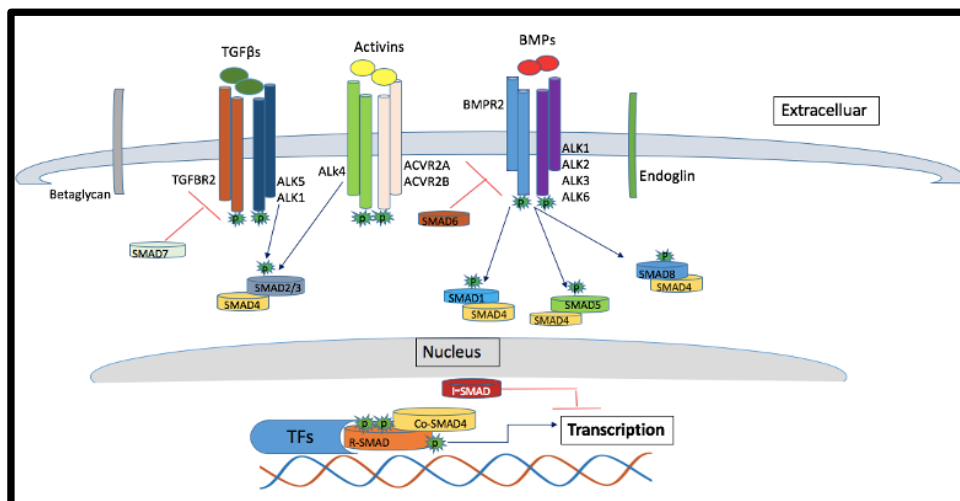 TGFβs
Activins
BMPs
BMPR2
Extracelluar
ALK1
ALK2
ALK3
ALK6
Betaglycan
TGFBR2
ALK5
ALK1
ALk4
ACVR2A
ACVR2B
Endoglin
p
p
p
p
p
p
SMAD7
SMAD6
p
SMAD2/3
SMAD4
p
SMAD1
SMAD4
p
SMAD5
SMAD4
p
SMAD8
SMAD4
Nucleus
I=SMAD
TFs
p
p
Co-SMAD4
R-SMAD
p
Transcription